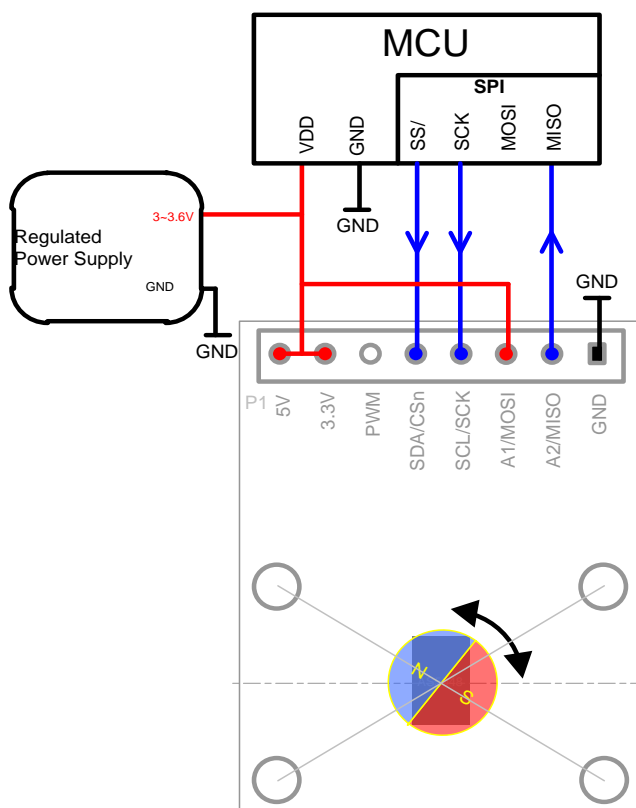 MCU
SPI
VDD
GND
SS/
SCK
MOSI
MISO
3~3.6V
Regulated
Power Supply
GND
GND
GND
GND
P1
5V
3.3V
PWM
SDA/CSn
SCL/SCK
A1/MOSI
A2/MISO
GND
N
S